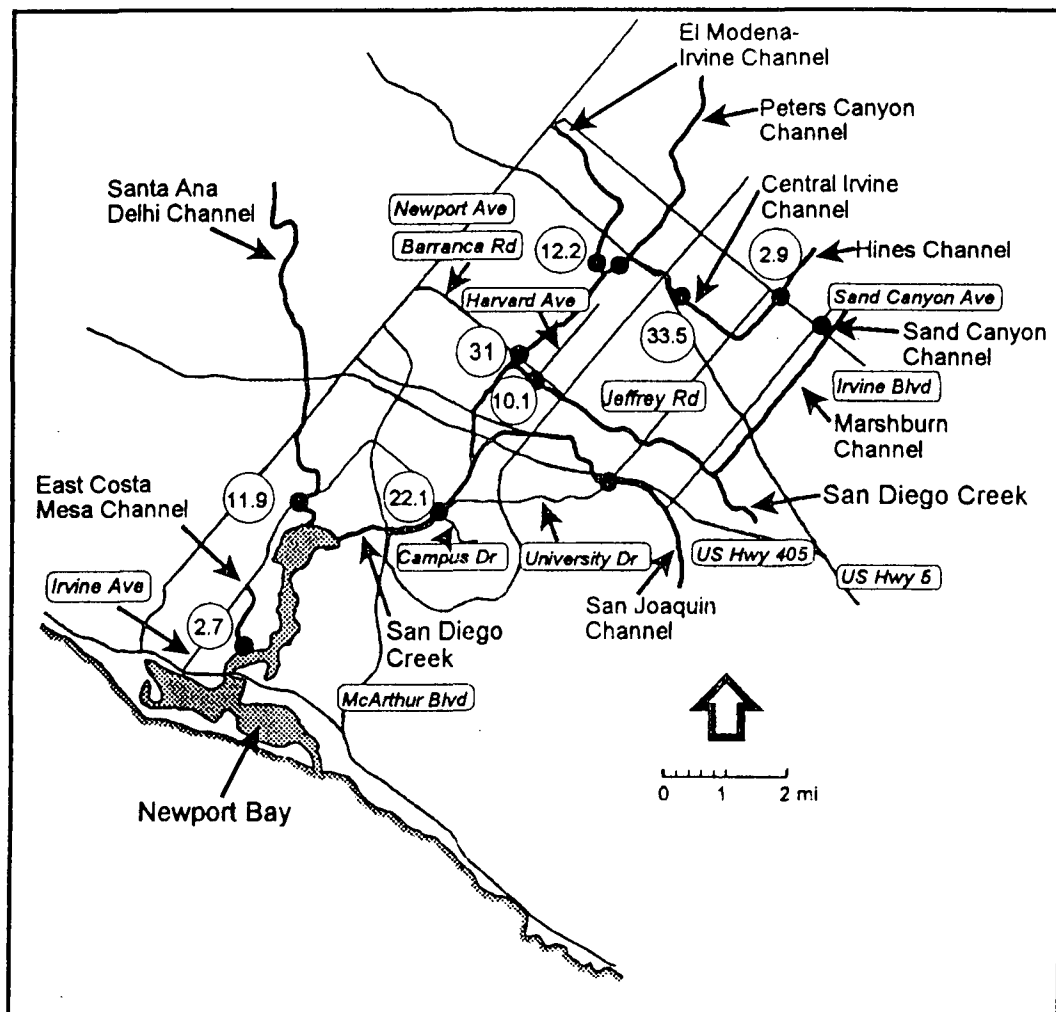 El Modena-
Irvine Channel
Peters Canyon
Channel
Santa Ana
Delhi Channel
Central Irvine
Channel
Newport Ave
Barranca Rd
12.2
2.9
Hines Channel
Harvard Ave
Sand Canyon Ave
Sand Canyon
Channel
31
33.5
Irvine Blvd
10.1
Jeffrey Rd
Marshburn
Channel
East Costa
Mesa Channel
11.9
22.1
San Diego Creek
Campus Dr
University Dr
US Hwy 405
US Hwy 5
Irvine Ave
2.7
San Diego
Creek
San Joaquin
Channel
McArthur Blvd
Newport Bay
0 1 2 mi